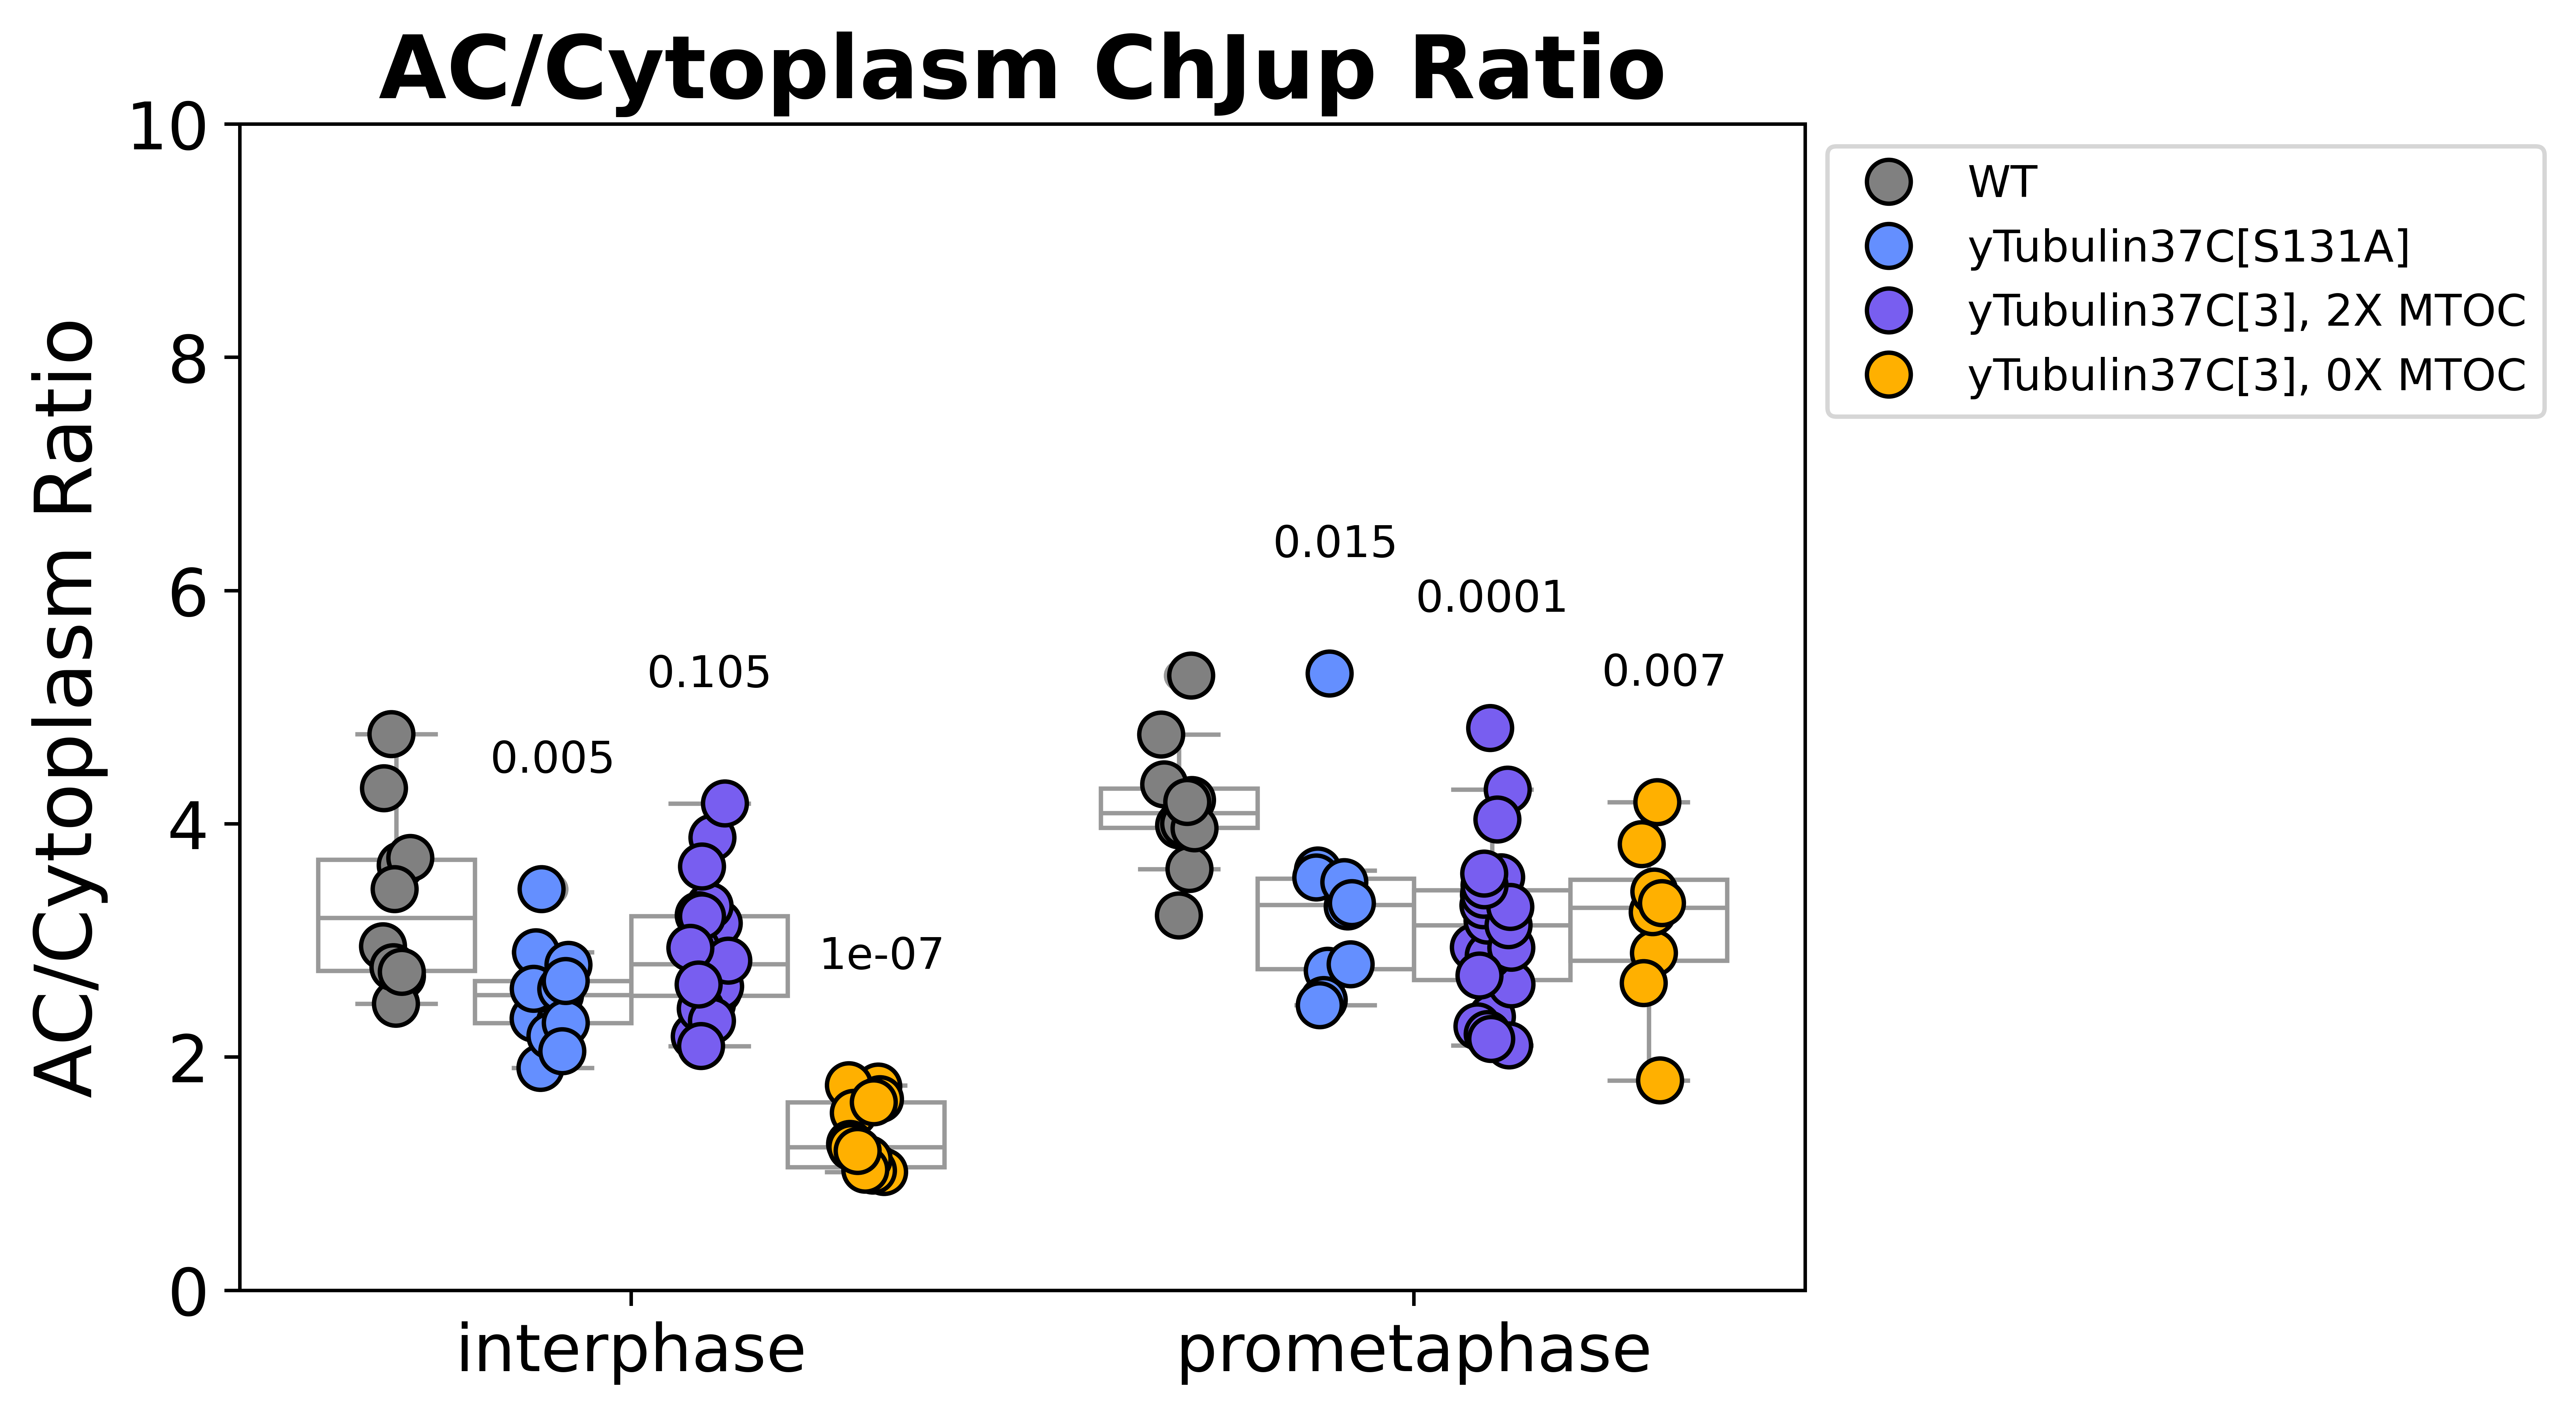 AC/Cytoplasm ChJup Ratio
AC/Cytoplasm Ratio
10
8
6
4
2
0
0.005
0.105
1e-07
0.015
0.0001
0.007
interphase
prometaphase
WT
yTubulin37C[S131A]
yTubulin37C[3], 2X MTOC
yTubulin37C[3], 0X MTOC